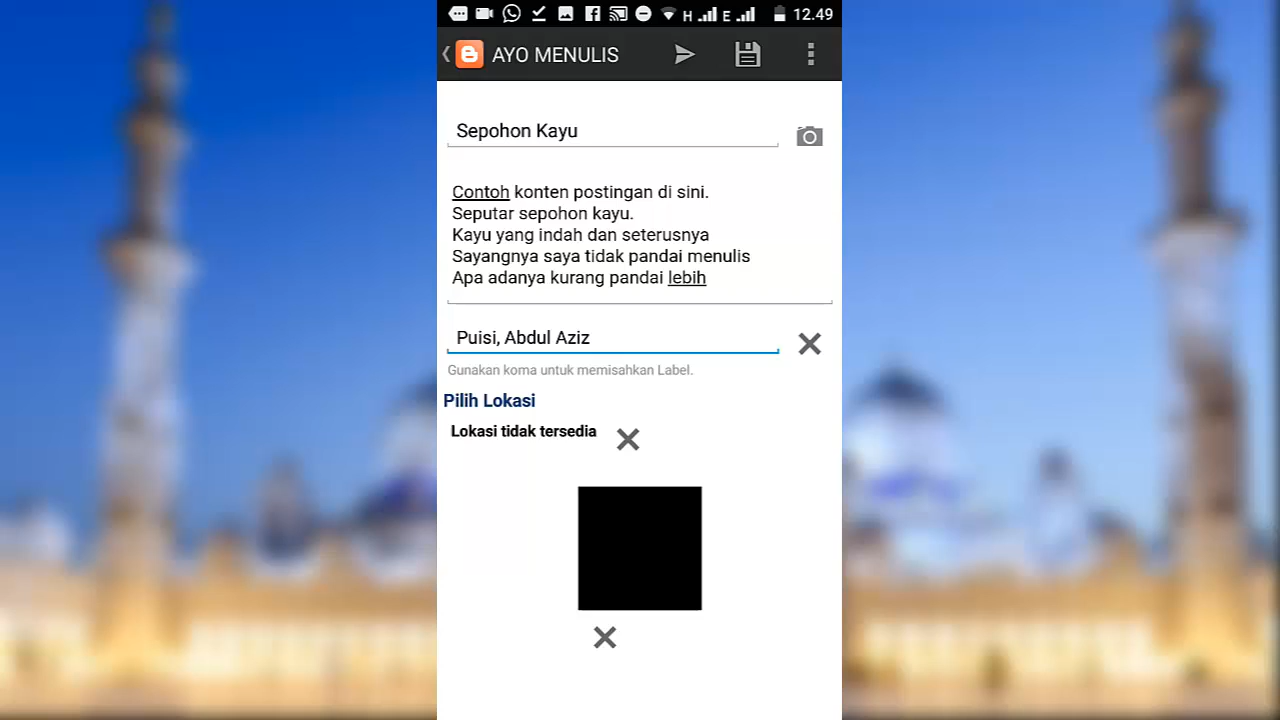 H E 12.49
AYO MENULIS
Sepohon Kayu
Contoh konten postingan di sini.
Seputar sepohon kayu.
Kayu yang indah dan seterusnya
Sayangnya saya tidak pandai menulis
Apa adanya kurang pandai lebih
Puisi, Abdul Aziz
Gunakan koma untuk memisahkan Label.
Pilih Lokasi
Lokasi tidak tersedia